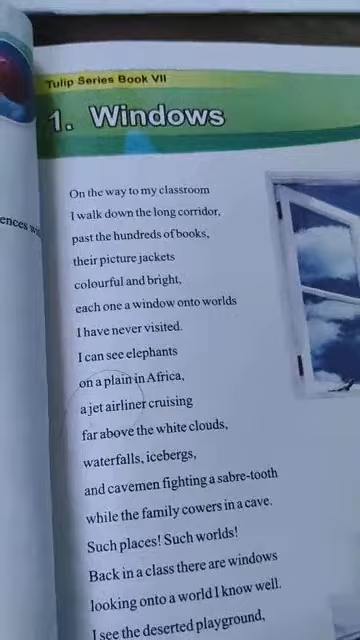 Tulip Series Book VII
1. Windows
On the way to my classroom
I walk down the long corridor,
past the hundreds of books,
their picture jackets
colourful and bright,
each one a window onto worlds
I have never visited.
I can see elephants
on a plain in Africa,
a jet airliner cruising
far above the white clouds,
waterfalls, icebergs,
and cavemen fighting a sabre-tooth
while the family cowers in a cave.
Such places! Such worlds!
Back in a class there are windows
looking onto a world I know well.
I see the deserted playground,